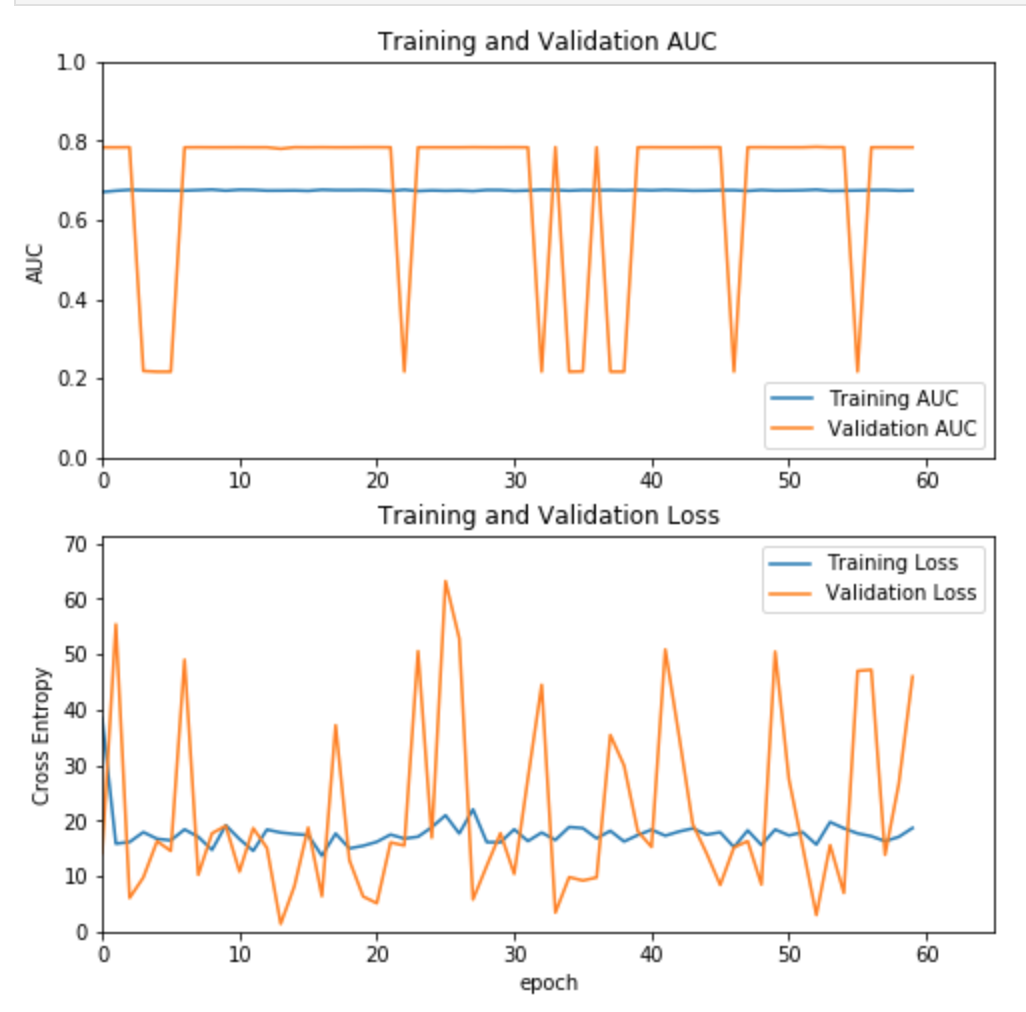 Training and Validation AUC
1.0
0.8
0.6
0.4
0.2
0.0
AUC
Training AUC
Validation AUC
0 10 20 30 40 50 60
Training and Validation Loss
70
60
50
40
30
20
10
0
Cross Entropy
Training Loss
Validation Loss
0 10 20 30 40 50 60
epoch